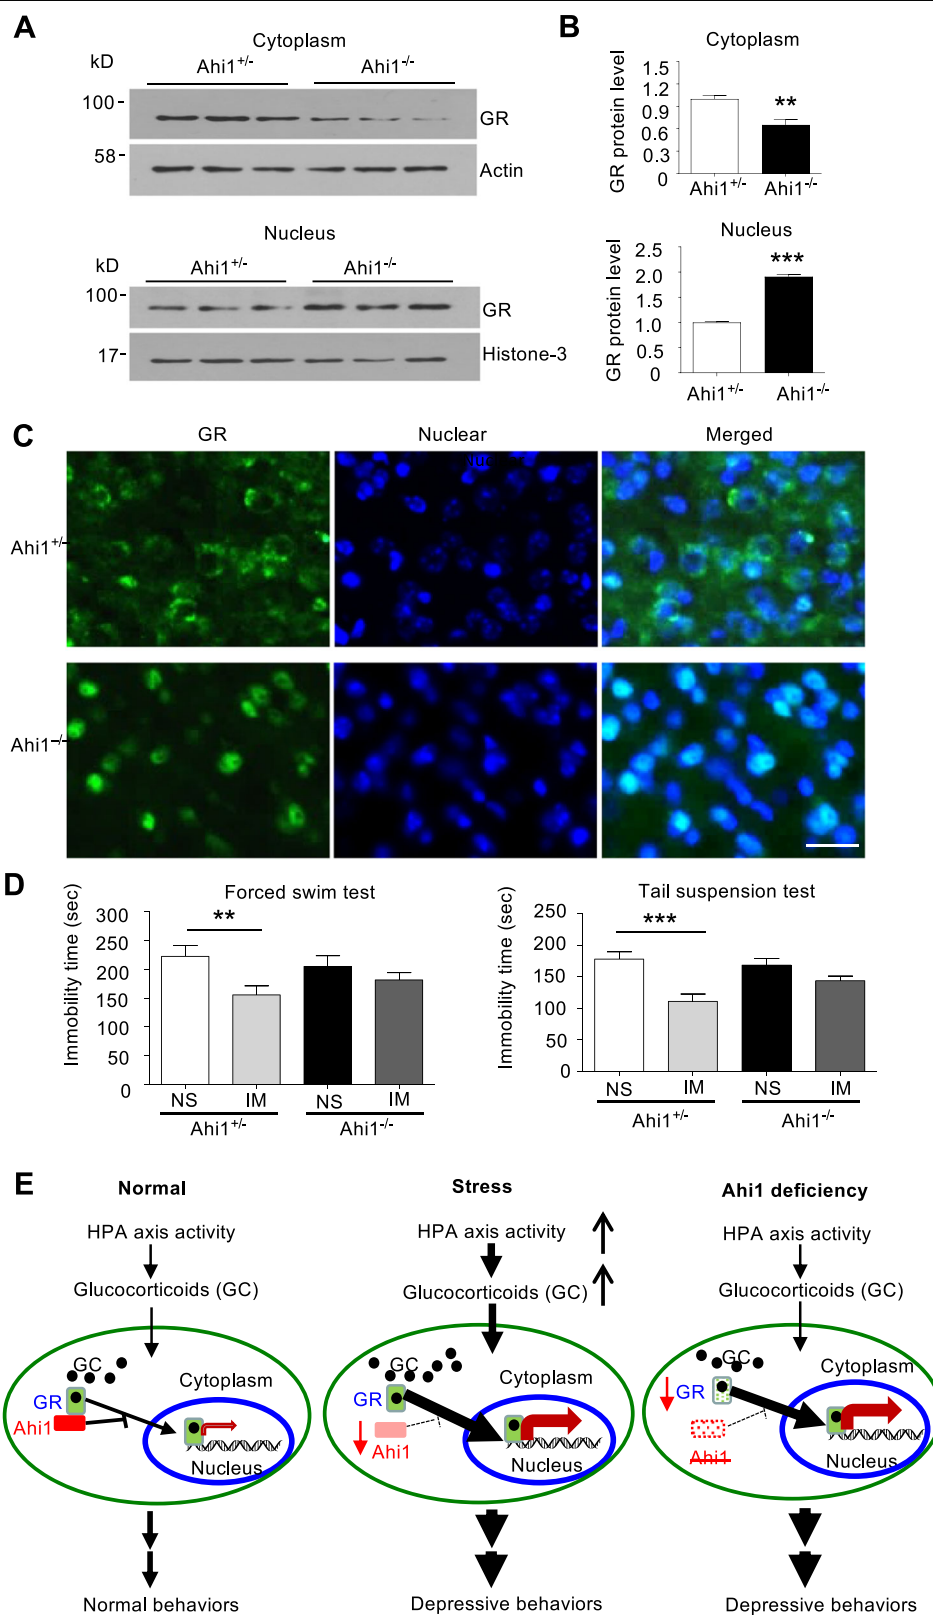 A
Cytoplasm
kD
Ahi1+/-
Ahi1-/-
100
GR
58
Actin
Nucleus
kD
Ahi1+/-
Ahi1-/-
100
GR
17
Histone-3
B
Cytoplasm
GR protein level
1.5
1.2
0.9
0.6
0.3
0
**
Ahi1+/-
Ahi1-/-
Nucleus
GR protein level
2.5
2.0
1.5
1.0
0.5
0
***
Ahi1+/-
Ahi1-/-
C
GR
Nuclear
Merged
Ahi1+/-
Ahi1-/-
D
Forced swim test
Immobility time (sec)
300
250
200
150
100
50
0
**
NS
IM
NS
IM
Ahi1+/-
Ahi1-/-
Tail suspension test
Immobility time (sec)
250
200
150
100
50
0
***
NS
IM
NS
IM
Ahi1+/-
Ahi1-/-
E
Normal
HPA axis activity
Glucocorticoids (GC)
GC
Cytoplasm
GR
Ahi1
Nucleus
Normal behaviors
Stress
HPA axis activity
Glucocorticoids (GC)
GC
Cytoplasm
GR
Ahi1
Nucleus
Depressive behaviors
Ahi1 deficiency
HPA axis activity
Glucocorticoids (GC)
GC
Cytoplasm
GR
Ahi1
Nucleus
Depressive behaviors